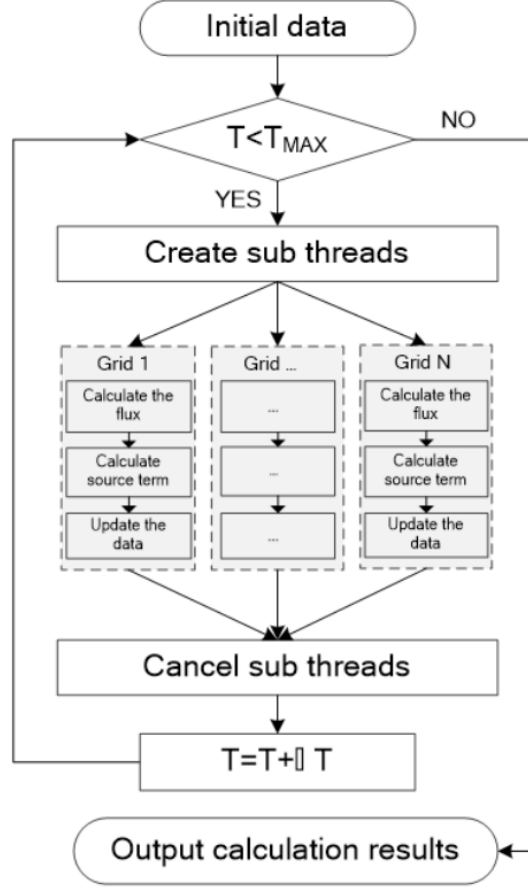 Initial data
T<TMAX
NO
YES
Create sub threads
Grid 1
Grid ...
Grid N
Calculate the
flux
...
Calculate the
flux
Calculate
source term
...
Calculate
source term
Update the
data
...
Update the
data
Cancel sub threads
T=T+▯ T
Output calculation results